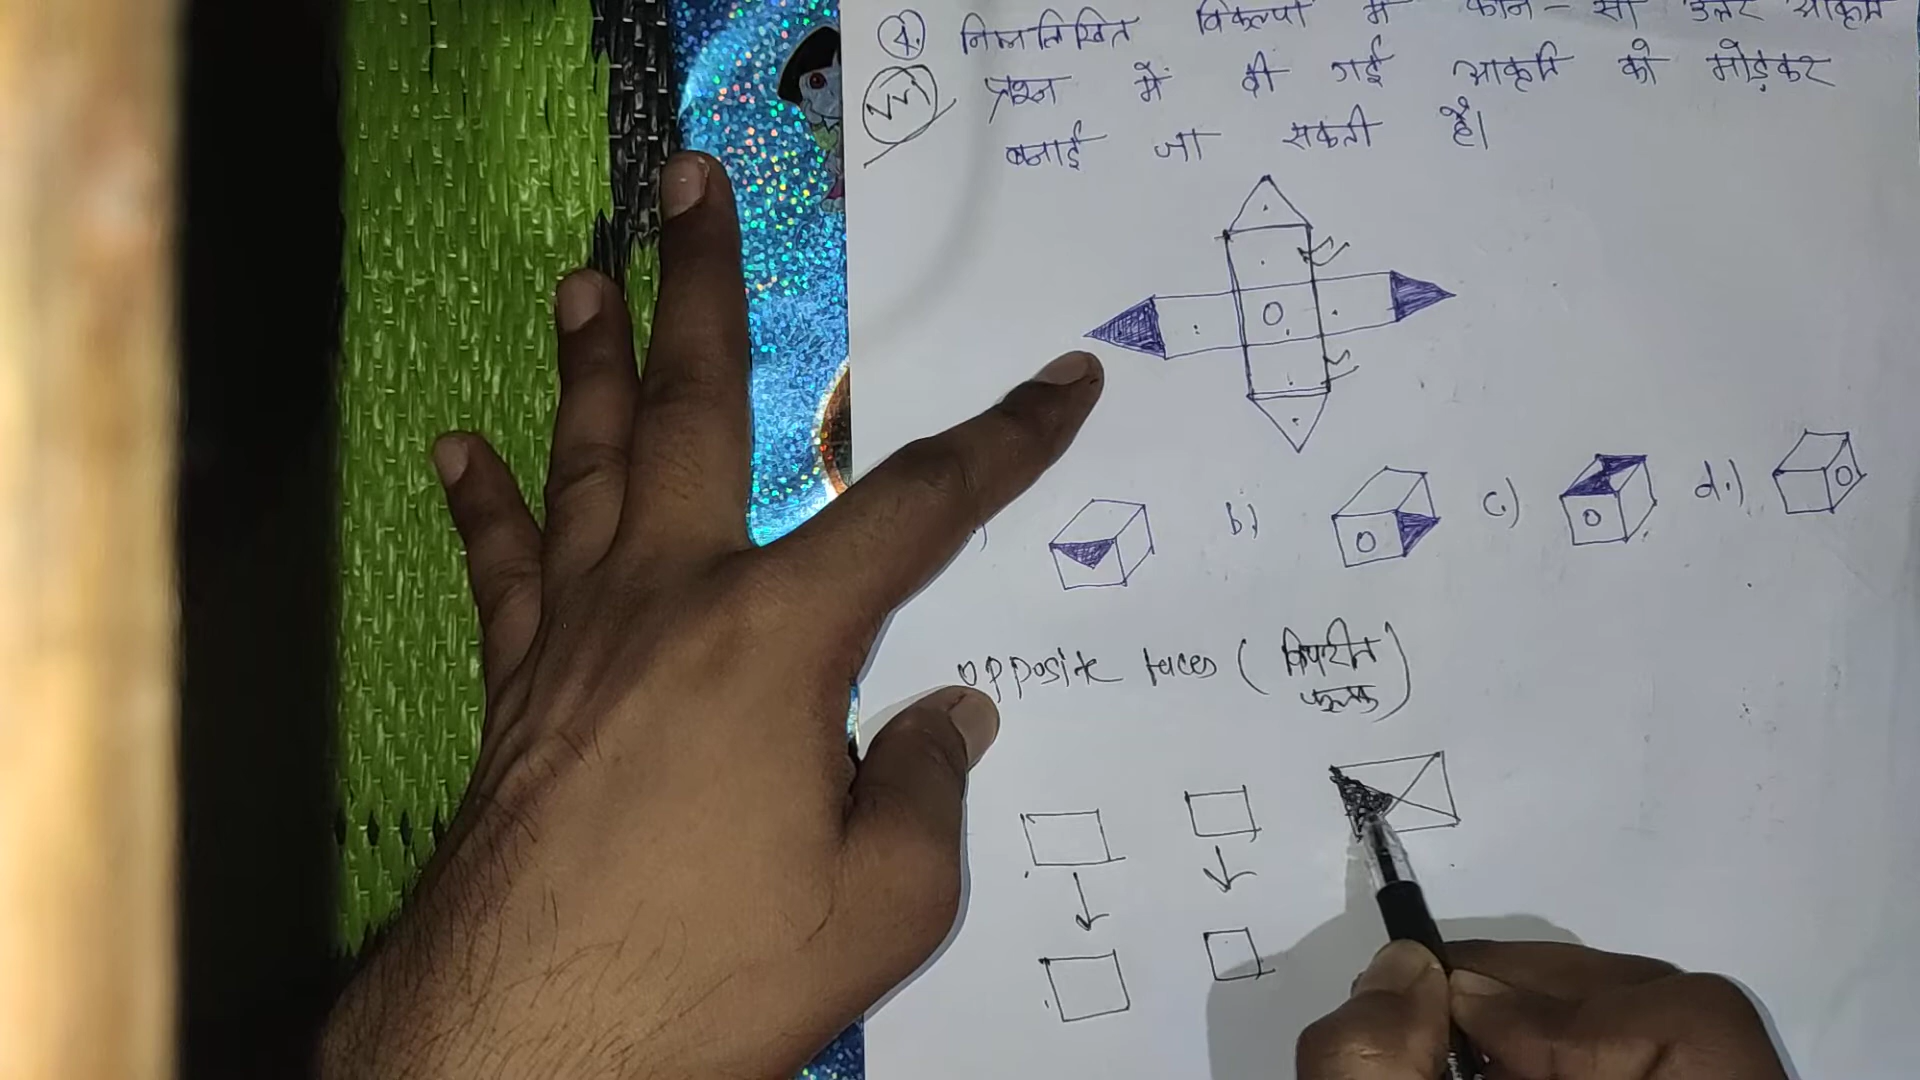 4. निम्नलिखित विकल्पों में कौन - सी उत्तर आकृति
प्रश्न में दी गई आकृति को मोड़कर
बनाई जा सकती है।
O
b) O
c) O
d.) O
opposite faces ( विपरीत
फलक )